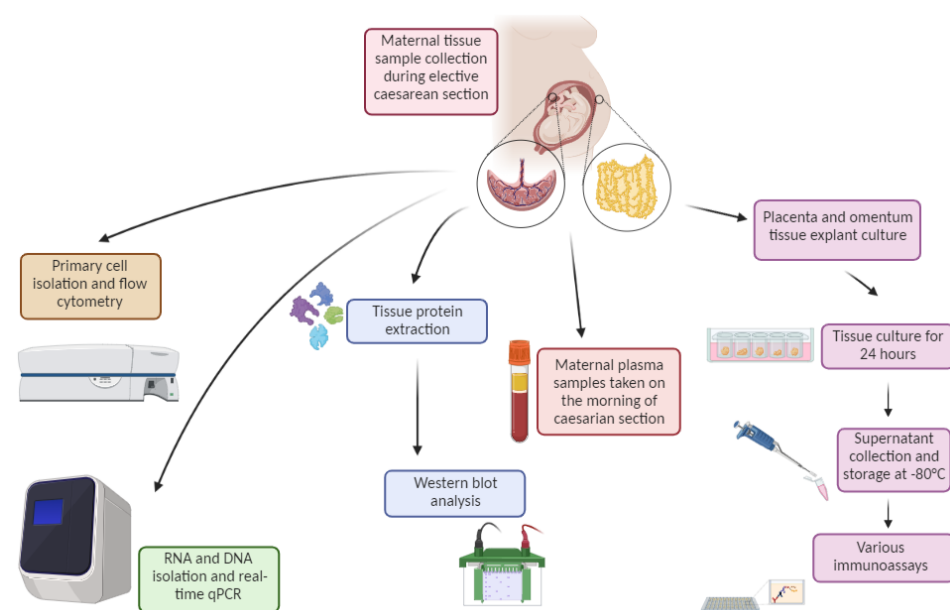 Maternal tissue
sample collection
during elective
caesarean section
Placenta and omentum
tissue explant culture
Primary cell
isolation and flow
cytometry
Tissue protein
extraction
Tissue culture for
24 hours
Maternal plasma
samples taken on
the morning of
caesarian section
Supernatant
collection and
storage at -80°C
Western blot
analysis
Various
immunoassays
RNA and DNA
isolation and real-
time qPCR